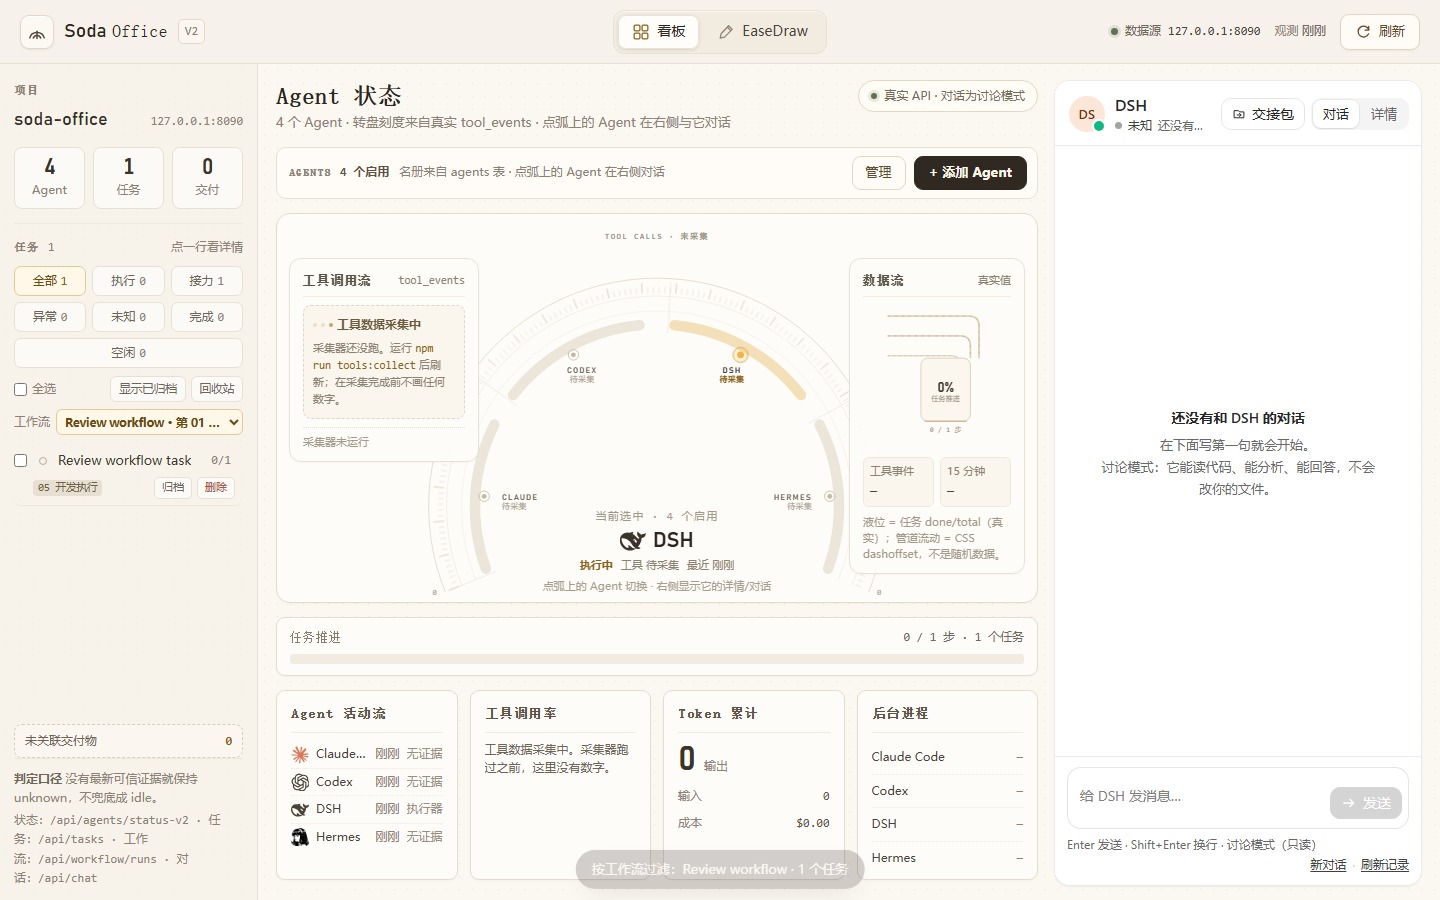 Soda Office V2
看板
EaseDraw
数据源 127.0.0.1:8090 观测 刚刚
刷新
项目
soda-office 127.0.0.1:8090
4 1 0
Agent 任务 交付
任务 1 点一行看详情
全部 1 执行 0 接力 1
异常 0 未知 0 完成 0
空闲 0
全选 显示已归档 回收站
工作流 Review workflow · 第 01 ...
Review workflow task 0/1
05 开发执行 归档 删除
未关联交付物 0
判定口径 没有最新可信证据就保持
unknown，不兜底成 idle。
状态: /api/agents/status-v2 · 任
务: /api/tasks · 工作
流: /api/workflow/runs · 对
话: /api/chat
Agent 状态
4 个 Agent · 转盘刻度来自真实 tool_events · 点弧上的 Agent 在右侧与它对话
真实 API · 对话为讨论模式
AGENTS 4 个启用 名册来自 agents 表 · 点弧上的 Agent 在右侧对话
管理
+ 添加 Agent
TOOL CALLS · 未采集
工具调用流 tool_events
工具数据采集中
采集器还没跑。运行 npm
run tools:collect 后刷
新；在采集完成前不画任何
数字。
采集器未运行
CODEX
待采集
DSH
待采集
CLAUDE
待采集
HERMES
待采集
0
0
当前选中 · 4 个启用
DSH
执行中 工具 待采集 最近 刚刚
点弧上的 Agent 切换 · 右侧显示它的详情/对话
数据流 真实值
0%
任务推进
0 / 1 步
工具事件 15 分钟
– –
液位 = 任务 done/total（真
实）；管道流动 = CSS
dashoffset，不是随机数据。
任务推进 0 / 1 步 · 1 个任务
Agent 活动流
Claude... 刚刚 无证据
Codex 刚刚 无证据
DSH 刚刚 执行器
Hermes 刚刚 无证据
工具调用率
工具数据采集中。采集器跑
过之前，这里没有数字。
Token 累计
0 输出
输入 0
成本 $0.00
后台进程
Claude Code –
Codex –
DSH –
Hermes –
按工作流过滤：Review workflow · 1 个任务
DS
DSH
未知 还没有...
交接包
对话 详情
还没有和 DSH 的对话
在下面写第一句就会开始。
讨论模式：它能读代码、能分析、能回答，不会
改你的文件。
给 DSH 发消息...
发送
Enter 发送 · Shift+Enter 换行 · 讨论模式（只读）
新对话 · 刷新记录